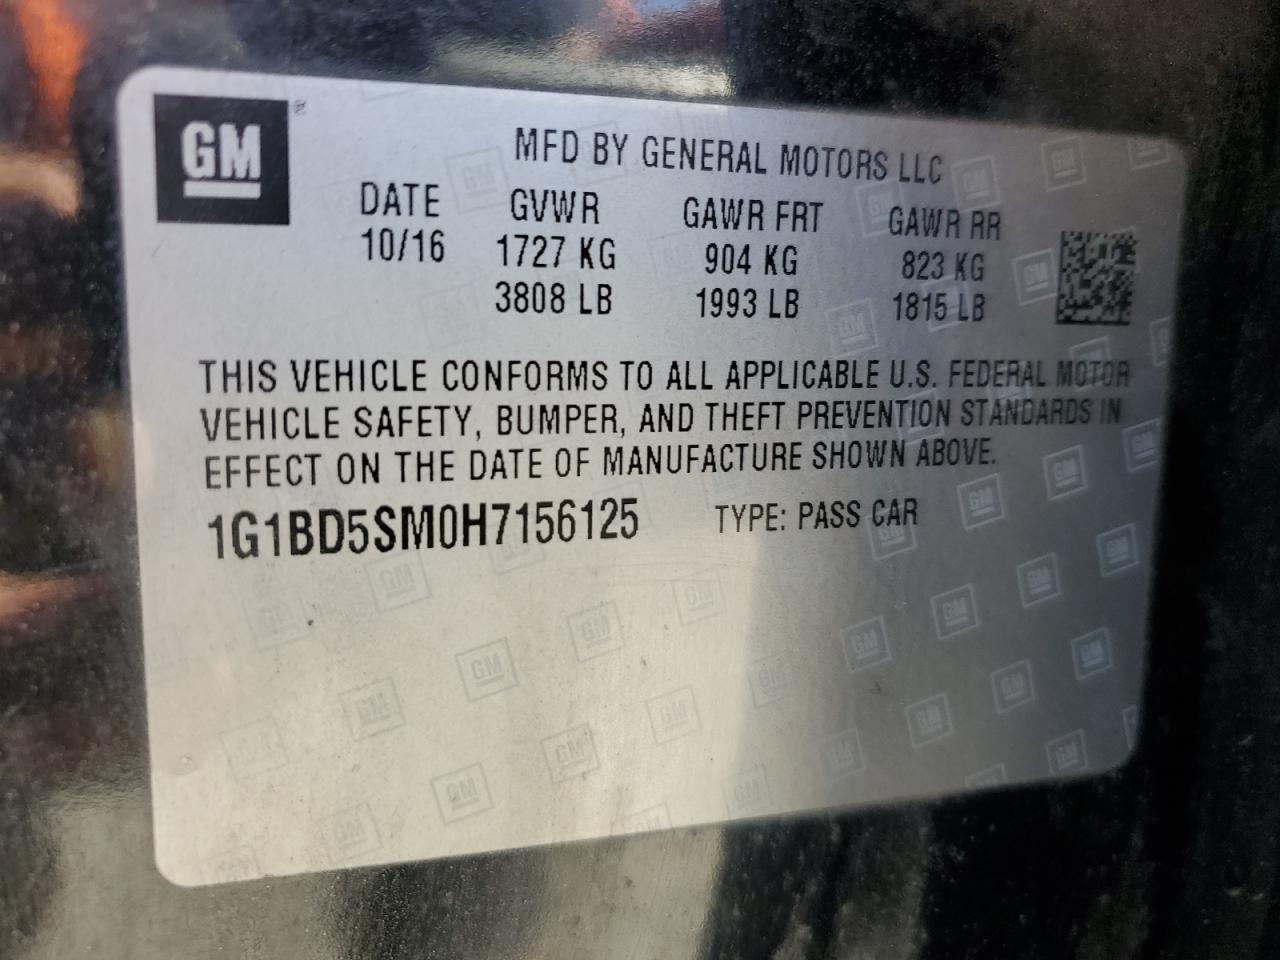 GM ®
MFD BY GENERAL MOTORS LLC
DATE GVWR GAWR FRT GAWR RR
10/16 1727 KG 904 KG 823 KG
3808 LB 1993 LB 1815 LB
THIS VEHICLE CONFORMS TO ALL APPLICABLE U.S. FEDERAL MOTOR
VEHICLE SAFETY, BUMPER, AND THEFT PREVENTION STANDARDS IN
EFFECT ON THE DATE OF MANUFACTURE SHOWN ABOVE.
1G1BD5SM0H7156125 TYPE: PASS CAR